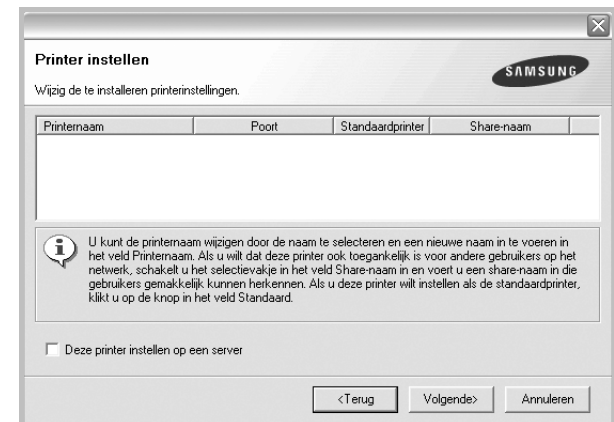 Printer instellen
SAMSUNG
Wijzig de te installeren printerinstellingen.
Printernaam Poort Standaardprinter Share-naam
U kunt de printernaam wijzigen door de naam te selecteren en een nieuwe naam in te voeren in
het veld Printernaam. Als u wilt dat deze printer ook toegankelijk is voor andere gebruikers op het
netwerk, schakelt u het selectievakje in het veld Share-naam in en voert u een share-naam in die
gebruikers gemakkelijk kunnen herkennen. Als u deze printer wilt instellen als de standaardprinter,
klikt u op de knop in het veld Standaard.
Deze printer instellen op een server
<Terug Volgende> Annuleren